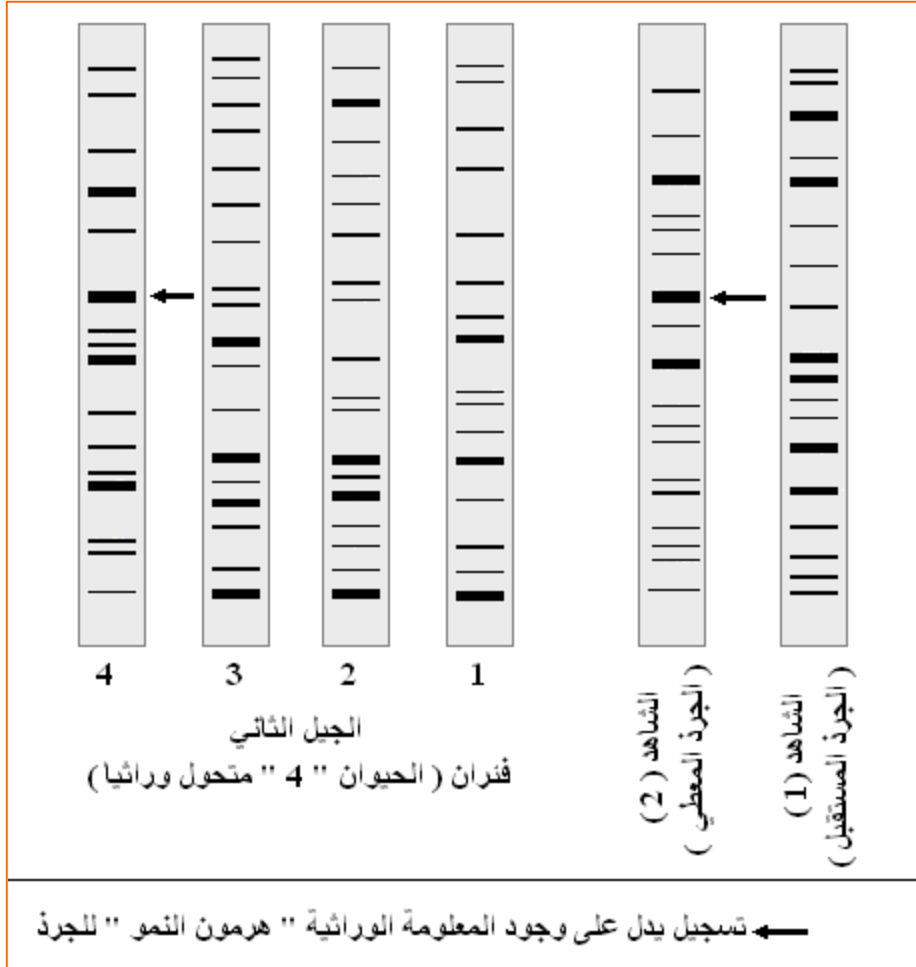 4
3
2
1
الجيل الثاني
فئران ( الحيوان " 4 " متحول وراثيا )
الشاهد ( 2 )
( الجرذ المعطي )
الشاهد ( 1 )
( الجرذ المستقبل )
تسجيل يدل على وجود المعلومة الوراثية " هرمون النمو " للجرذ